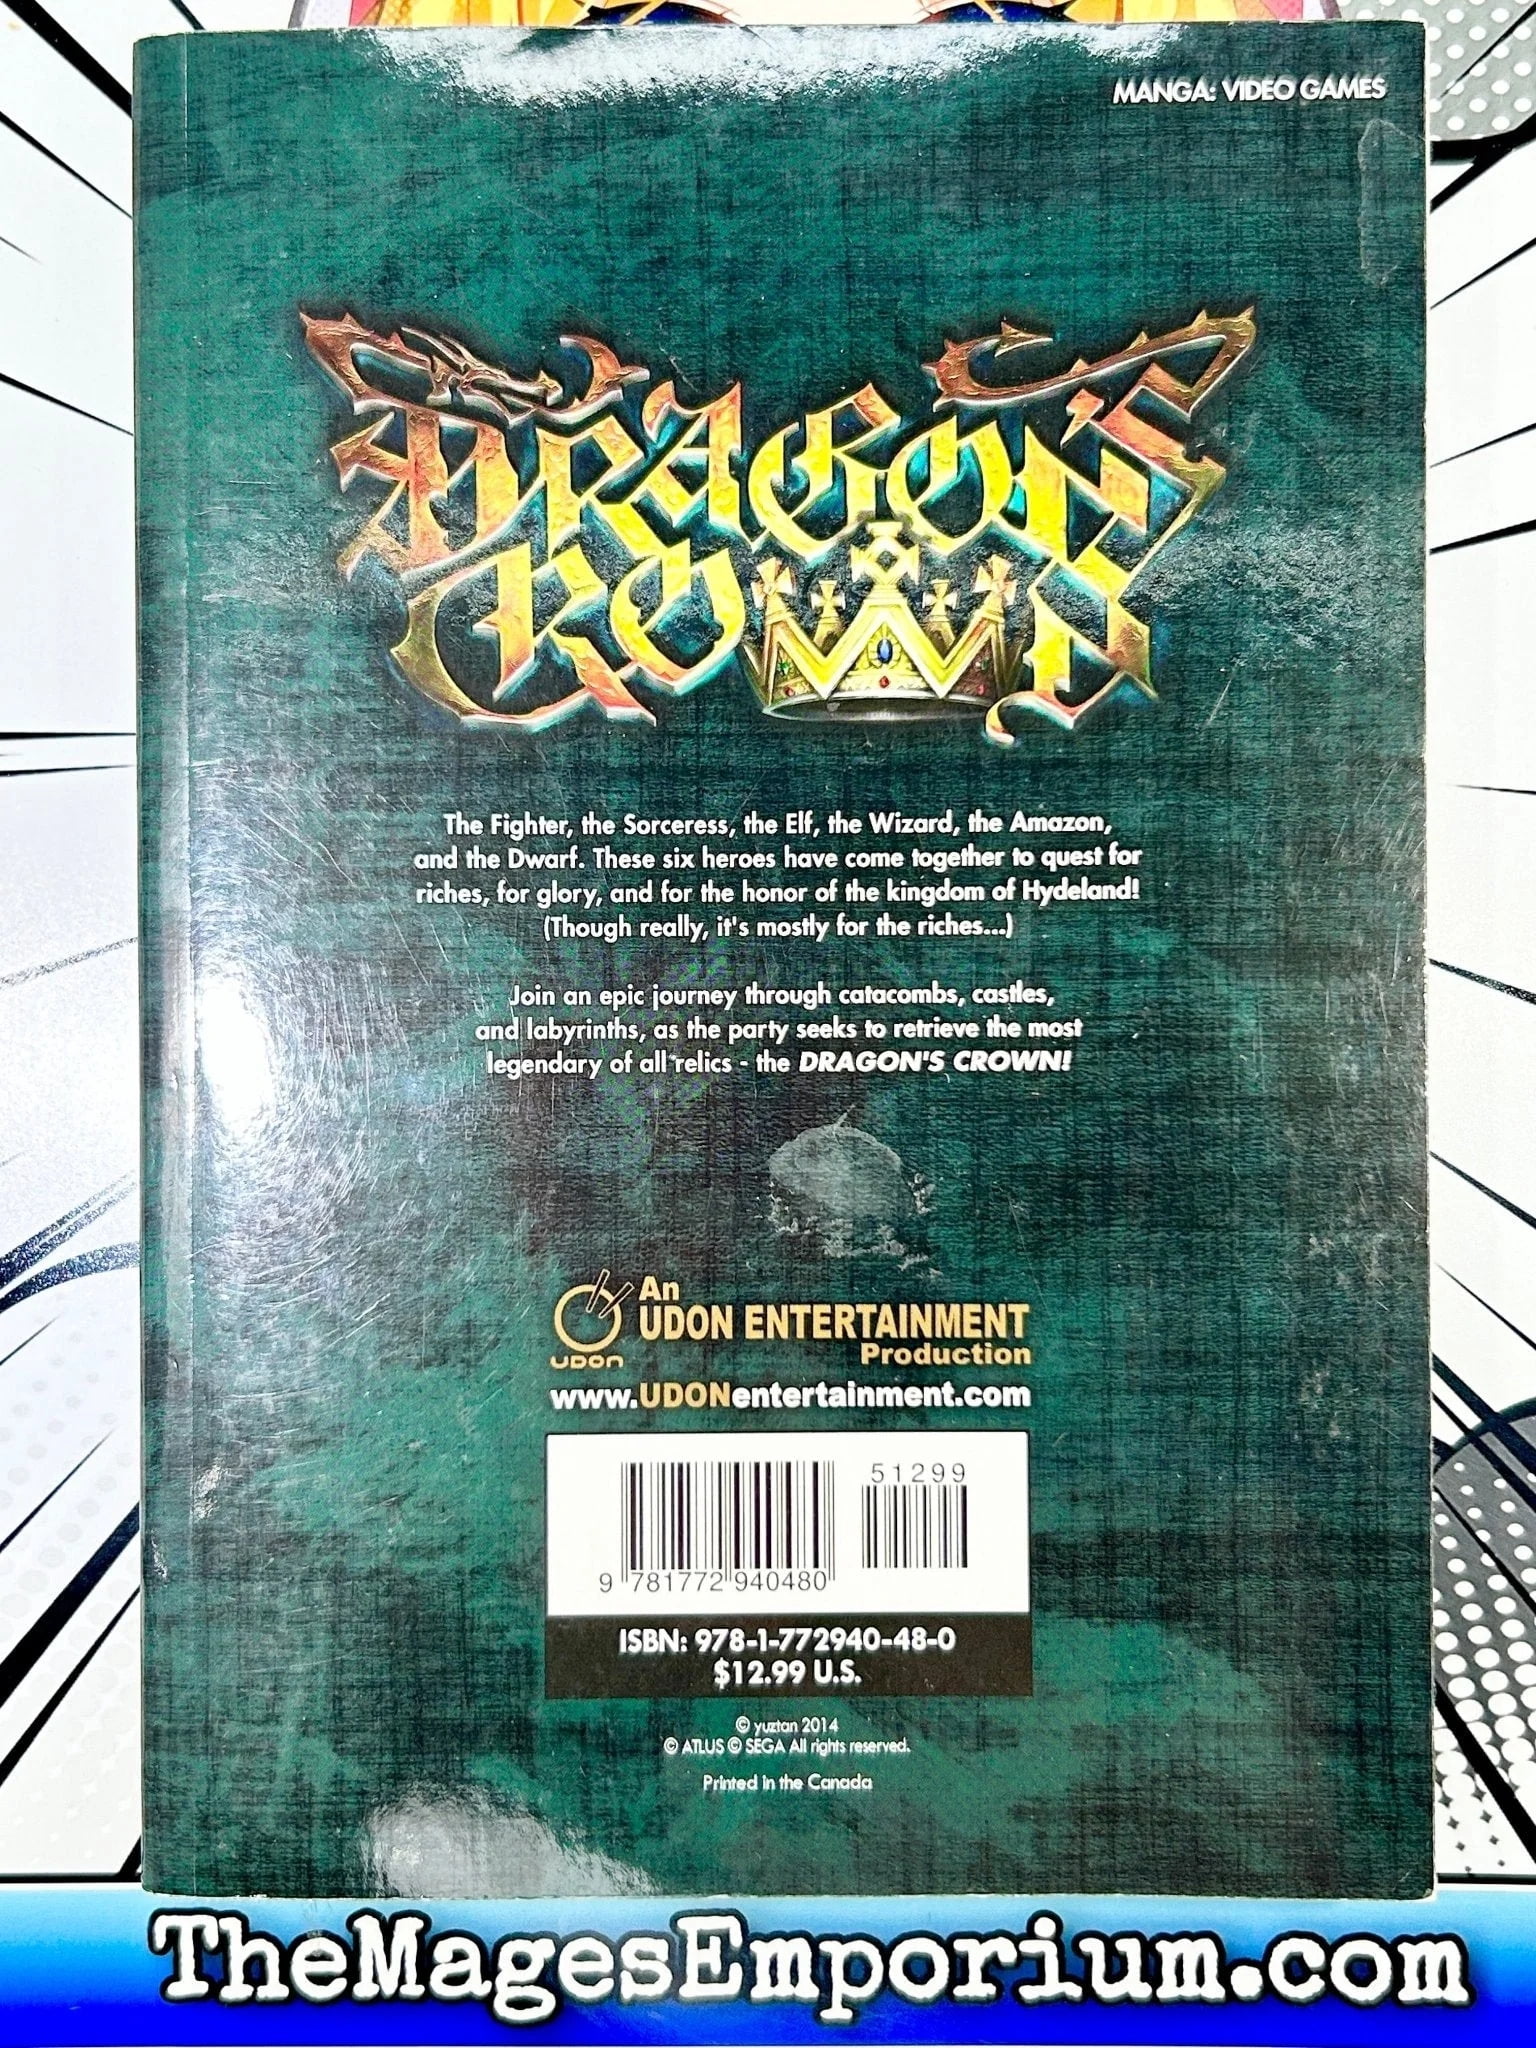 MANGA: VIDEO GAMES
DRAGON'S
CROWN
The Fighter, the Sorceress, the Elf, the Wizard, the Amazon,
and the Dwarf. These six heroes have come together to quest for
riches, for glory, and for the honor of the kingdom of Hydeland!
(Though really, it's mostly for the riches...)
Join an epic journey through catacombs, castles,
and labyrinths, as the party seeks to retrieve the most
legendary of all relics - the DRAGON'S CROWN!
An
UDON ENTERTAINMENT
Production
UDON
www.UDONentertainment.com
51299
9 781772 940480
ISBN: 978-1-772940-48-0
$12.99 U.S.
© yuztan 2014
© ATLUS © SEGA All rights reserved.
Printed in the Canada
TheMagesEmporium.com